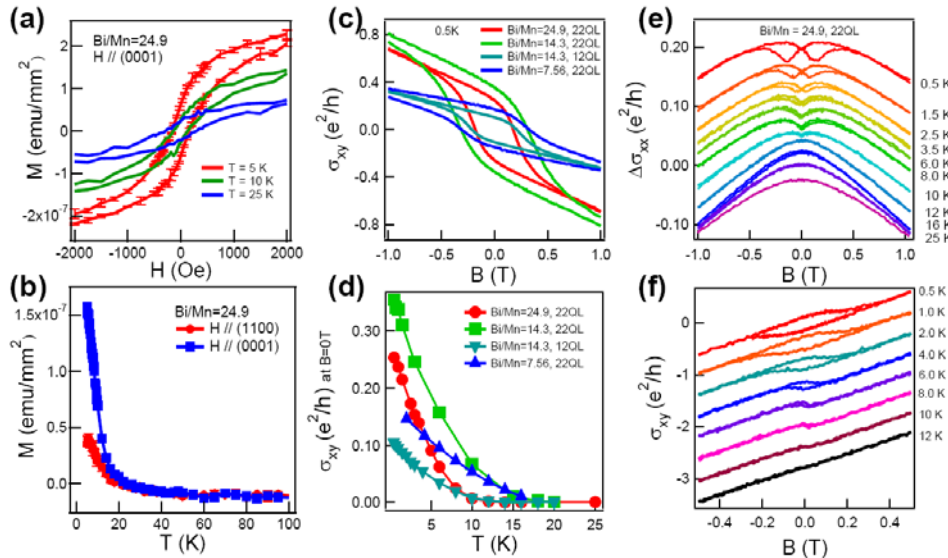 (a)
Bi/Mn=24.9
H // (0001)
M (emu/mm²)
2
1
0
-1
-2x10⁻⁷
T = 5 K
T = 10 K
T = 25 K
-2000 -1000 0 1000 2000
H (Oe)
(b)
Bi/Mn=24.9
H // (1100)
H // (0001)
M (emu/mm²)
1.5x10⁻⁷
1.0
0.5
0.0
0 20 40 60 80 100
T (K)
(c)
0.5K
Bi/Mn=24.9, 22QL
Bi/Mn=14.3, 22QL
Bi/Mn=14.3, 12QL
Bi/Mn=7.56, 22QL
σxy (e²/h)
0.8
0.4
0.0
-0.4
-0.8
-1.0 -0.5 0.0 0.5 1.0
B (T)
(d)
Bi/Mn=24.9, 22QL
Bi/Mn=14.3, 22QL
Bi/Mn=14.3, 12QL
Bi/Mn=7.56, 22QL
σxy (e²/h) at B=0T
0.30
0.20
0.10
0.00
5 10 15 20 25
T (K)
(e)
Bi/Mn = 24.9, 22QL
Δσxx (e²/h)
0.20
0.10
0.00
-0.10
0.5 K
1.5 K
2.5 K
3.5 K
6.0 K
8.0 K
10 K
12 K
16 K
25 K
-1.0 -0.5 0.0 0.5 1.0
B (T)
(f)
σxy (e²/h)
0
-1
-2
-3
0.5 K
1.0 K
2.0 K
4.0 K
6.0 K
8.0 K
10 K
12 K
-0.4 -0.2 0.0 0.2 0.4
B (T)